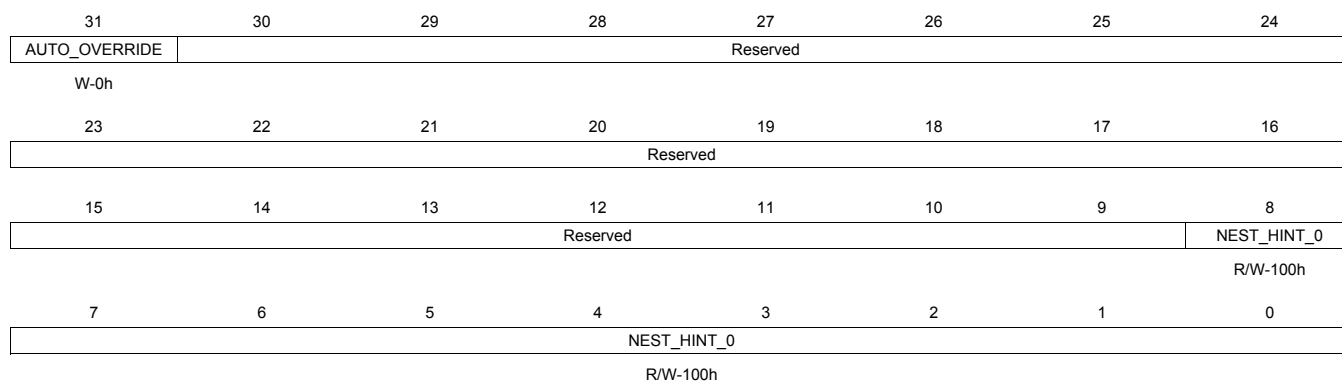 31 30 29 28 27 26 25 24
AUTO_OVERRIDE Reserved
W-0h
23 22 21 20 19 18 17 16
Reserved
15 14 13 12 11 10 9 8
Reserved NEST_HINT_0
R/W-100h
7 6 5 4 3 2 1 0
NEST_HINT_0
R/W-100h